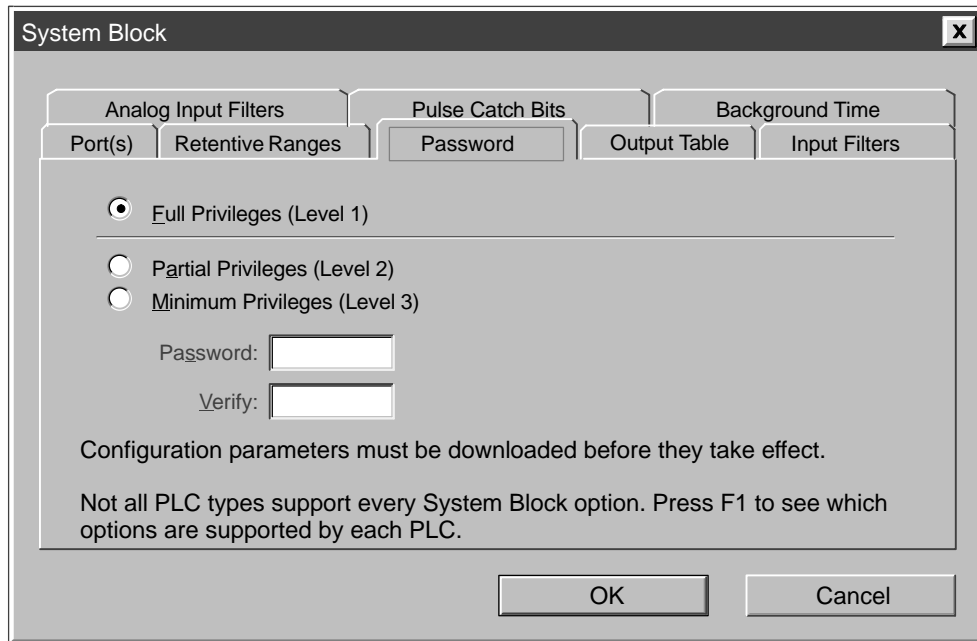 System Block
X
Analog Input Filters
Pulse Catch Bits
Background Time
Port(s)
Retentive Ranges
Password
Output Table
Input Filters
Full Privileges (Level 1)
Partial Privileges (Level 2)
Minimum Privileges (Level 3)
Password:
Verify:
Configuration parameters must be downloaded before they take effect.
Not all PLC types support every System Block option. Press F1 to see which
options are supported by each PLC.
OK
Cancel